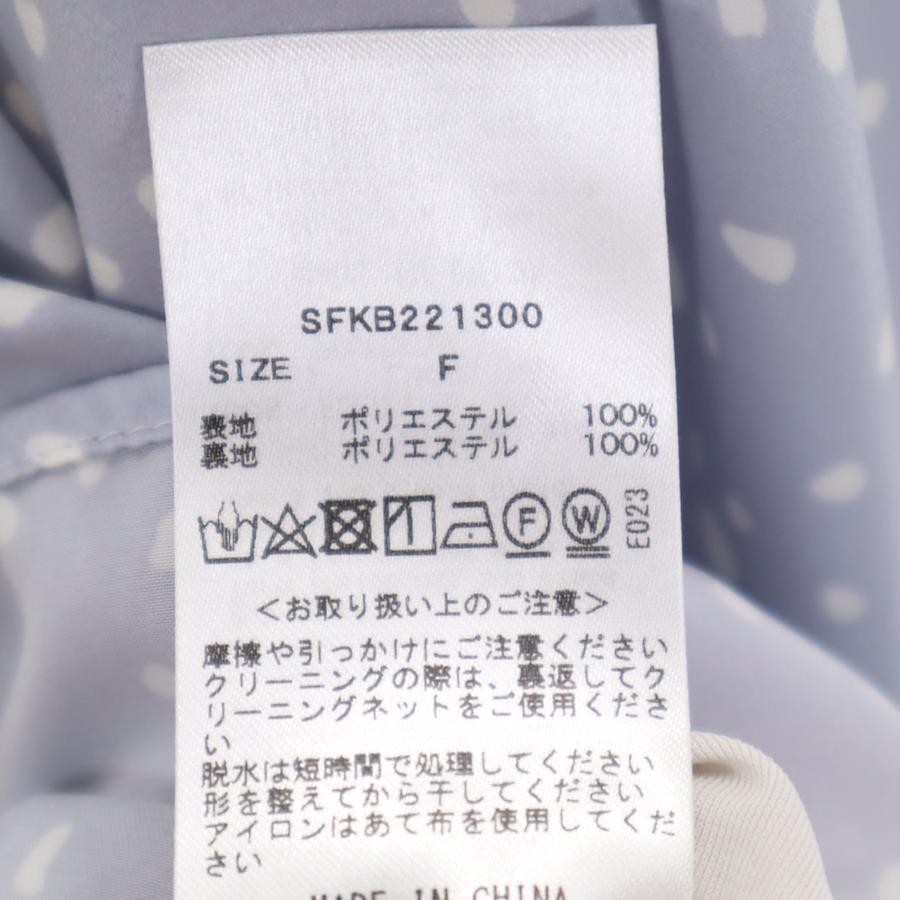 SFKB221300
SIZE F
表地 ポリエステル 100%
裏地 ポリエステル 100%
F W E023
<お取り扱い上のご注意>
摩擦や引っかけにご注意ください
クリーニングの際は、裏返してク
リーニングネットをご使用くださ
い
脱水は短時間で処理してください
形を整えてから干してください
アイロンはあて布を使用してくだ
さい
MADE IN CHINA